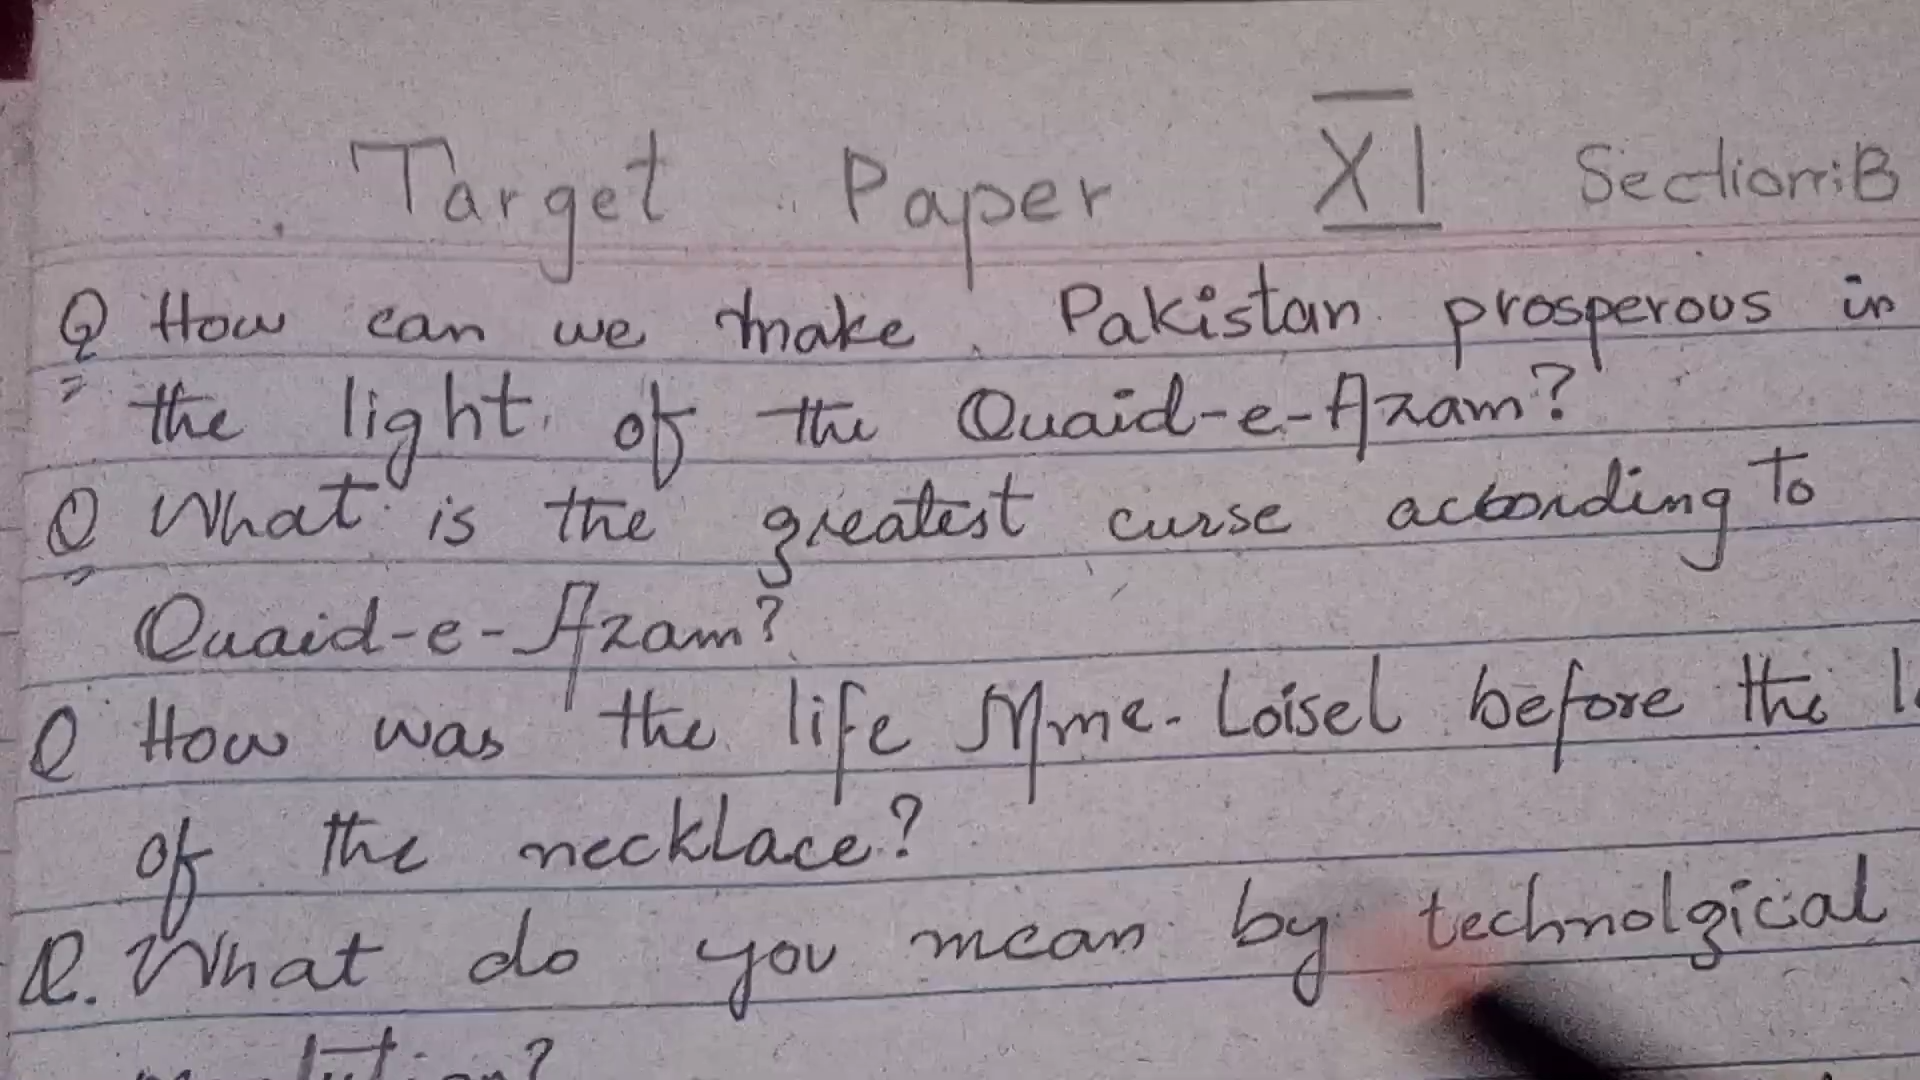 Target Paper XI Section:B
Q How can we make Pakistan prosperous in
the light of the Quaid-e-Azam?
Q What is the greatest curse according to
Quaid-e-Azam?
Q How was the life Mme. Loisel before the
of the necklace?
Q. What do you mean by technolgical